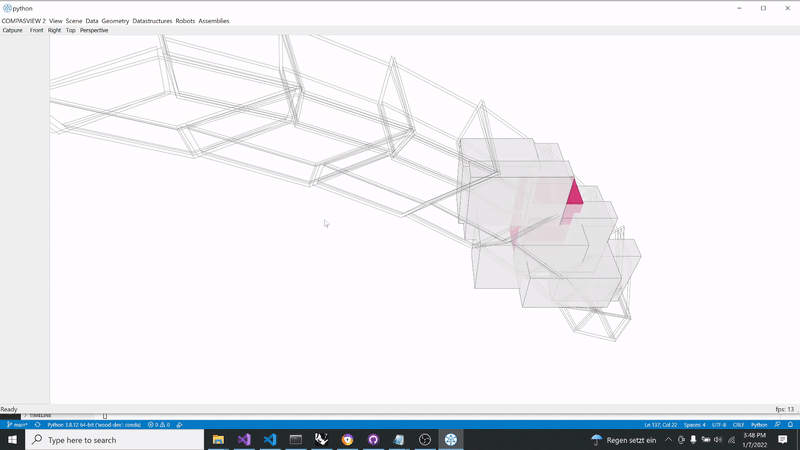 python
COMPASVIEW 2 View Scene Data Geometry Datastructures Robots Assemblies
Catpure Front Right Top Perspective
Ready fps: 13
TIMELINE
main* Python 3.8.12 64-bit ('wood-dev': conda) 0 0 Ln 137, Col 22 Spaces: 4 UTF-8 CRLF Python
Type here to search Regen setzt ein 3:48 PM
1/7/2022